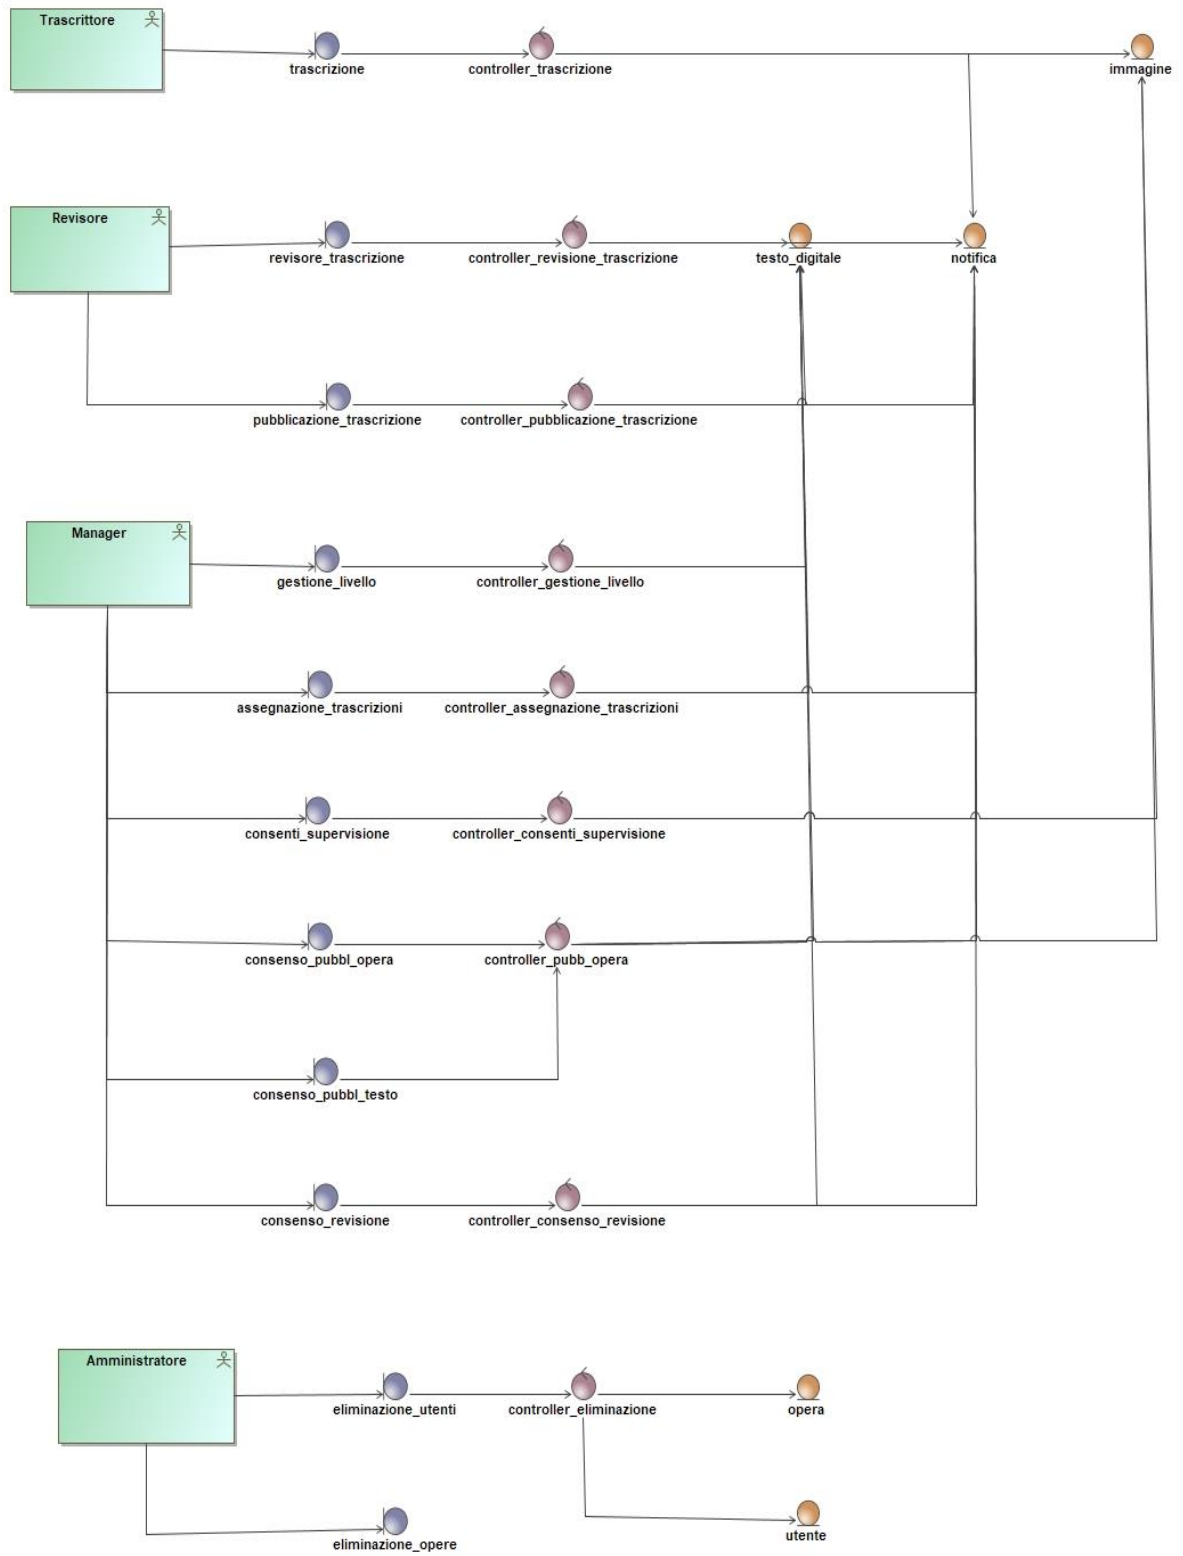 Trascrittore
trascrizione
controller_trascrizione
immagine
Revisore
revisore_trascrizione
controller_revisione_trascrizione
testo_digitale
notifica
pubblicazione_trascrizione
controller_pubblicazione_trascrizione
Manager
gestione_livello
controller_gestione_livello
assegnazione_trascrizioni
controller_assegnazione_trascrizioni
consenti_supervisione
controller_consenti_supervisione
consenso_pubbl_opera
controller_pubb_opera
consenso_pubbl_testo
consenso_revisione
controller_consenso_revisione
Amministratore
eliminazione_utenti
controller_eliminazione
opera
eliminazione_opere
utente